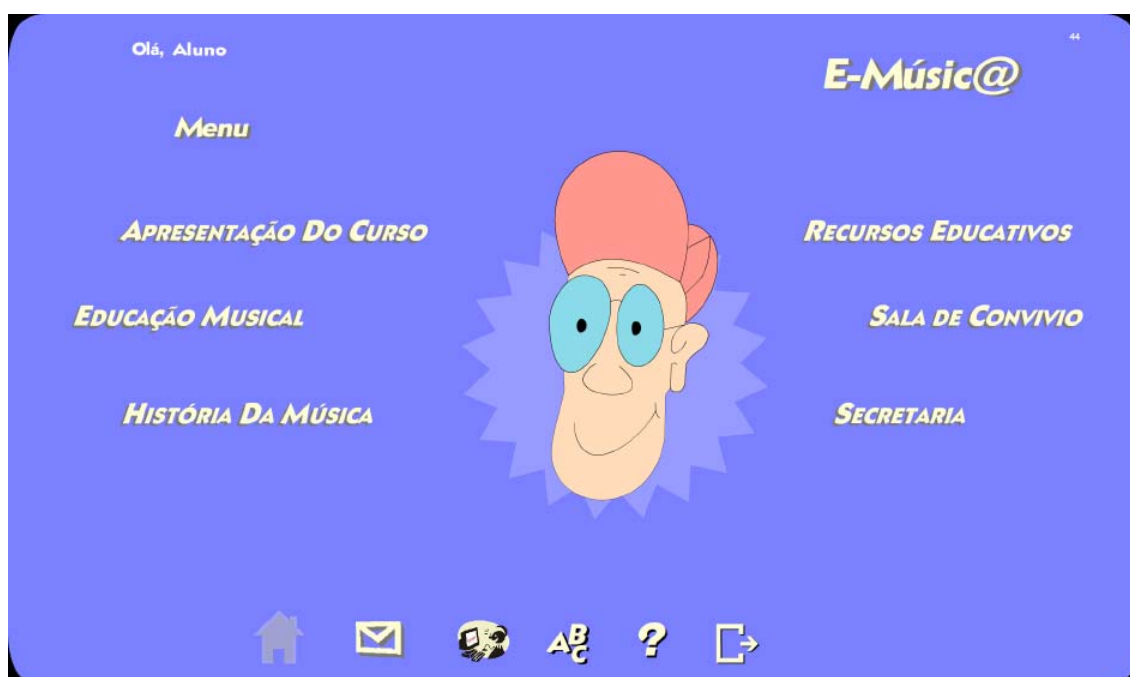 Olá, Aluno
44
E-Músic@
Menu
APRESENTAÇÃO DO CURSO
RECURSOS EDUCATIVOS
EDUCAÇÃO MUSICAL
SALA DE CONVIVIO
HISTÓRIA DA MÚSICA
SECRETARIA
ABC
?